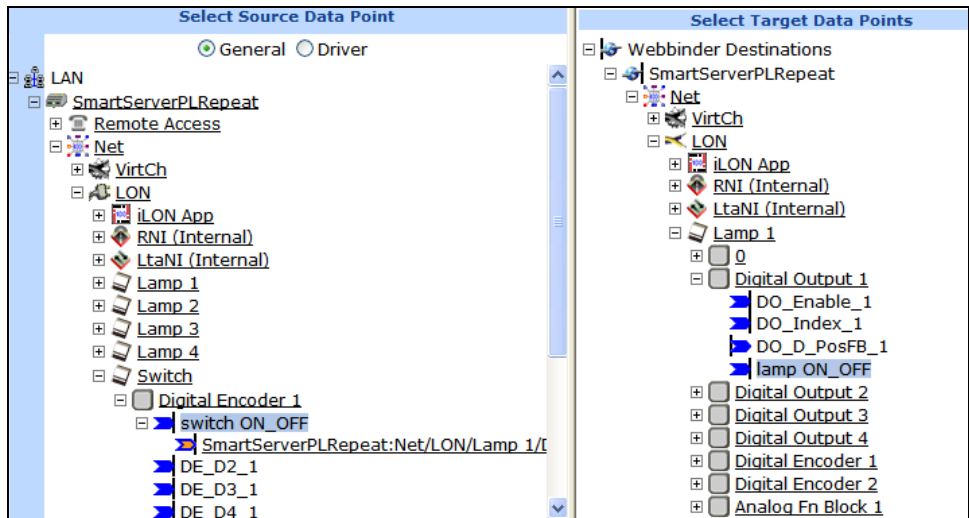 Select Source Data Point
General Driver
LAN
SmartServerPLRepeat
Remote Access
Net
VirtCh
LON
iLON App
RNI (Internal)
LtaNI (Internal)
Lamp 1
Lamp 2
Lamp 3
Lamp 4
Switch
Digital Encoder 1
switch ON_OFF
SmartServerPLRepeat:Net/LON/Lamp 1/D
DE_D2_1
DE_D3_1
DE_D4_1
Select Target Data Points
Webbinder Destinations
SmartServerPLRepeat
Net
VirtCh
LON
iLON App
RNI (Internal)
LtaNI (Internal)
Lamp 1
0
Digital Output 1
DO_Enable_1
DO_Index_1
DO_D_PosFB_1
lamp ON_OFF
Digital Output 2
Digital Output 3
Digital Output 4
Digital Encoder 1
Digital Encoder 2
Analog Fn Block 1